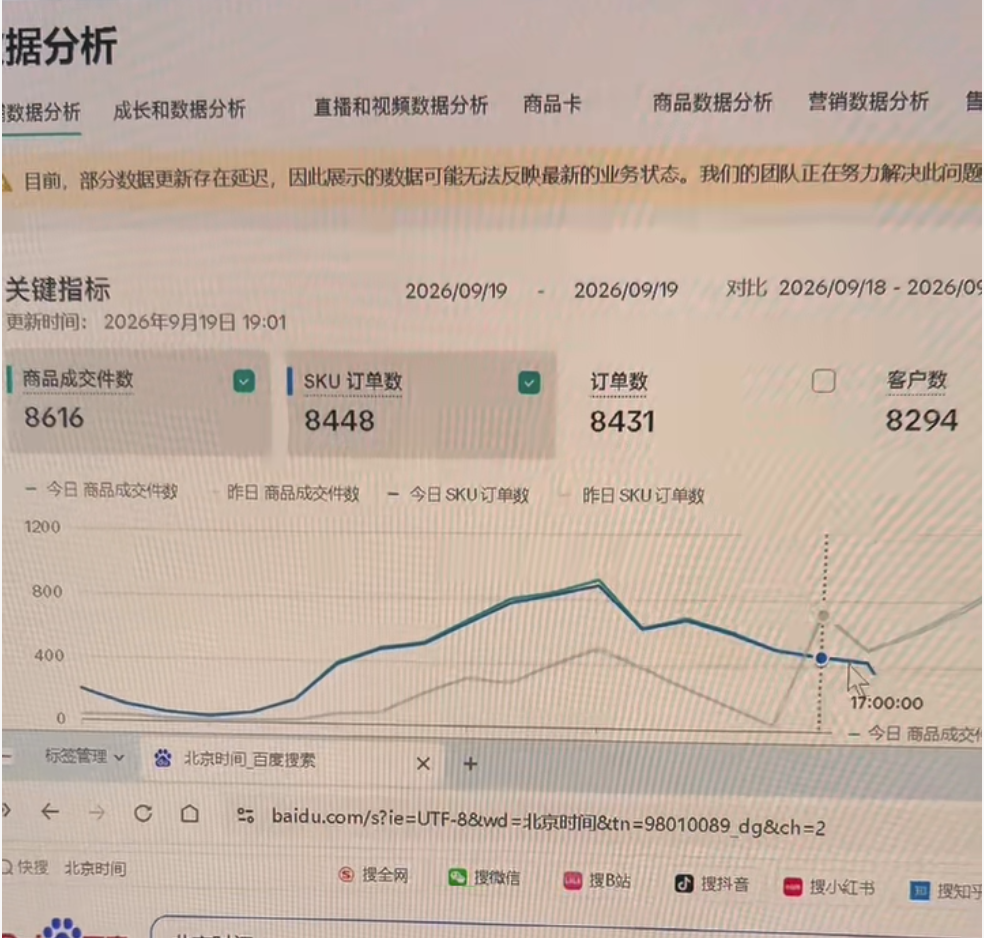 据分析
数据分析 成长和数据分析 直播和视频数据分析 商品卡 商品数据分析 营销数据分析 售
目前，部分数据更新存在延迟，因此展示的数据可能无法反映最新的业务状态。我们的团队正在努力解决此问题
关键指标 2026/09/19 - 2026/09/19 对比 2026/09/18 - 2026/09
更新时间： 2026年9月19日 19:01
商品成交件数 SKU 订单数 订单数 客户数
8616 8448 8431 8294
今日 商品成交件数 昨日 商品成交件数 今日 SKU 订单数 昨日 SKU 订单数
1200
800
400
0
17:00:00
今日 商品成交件
标签管理 北京时间_百度搜索
baidu.com/s?ie=UTF-8&wd=北京时间&tn=98010089_dg&ch=2
快搜 北京时间 搜全网 搜微信 搜B站 搜抖音 搜小红书 搜知乎